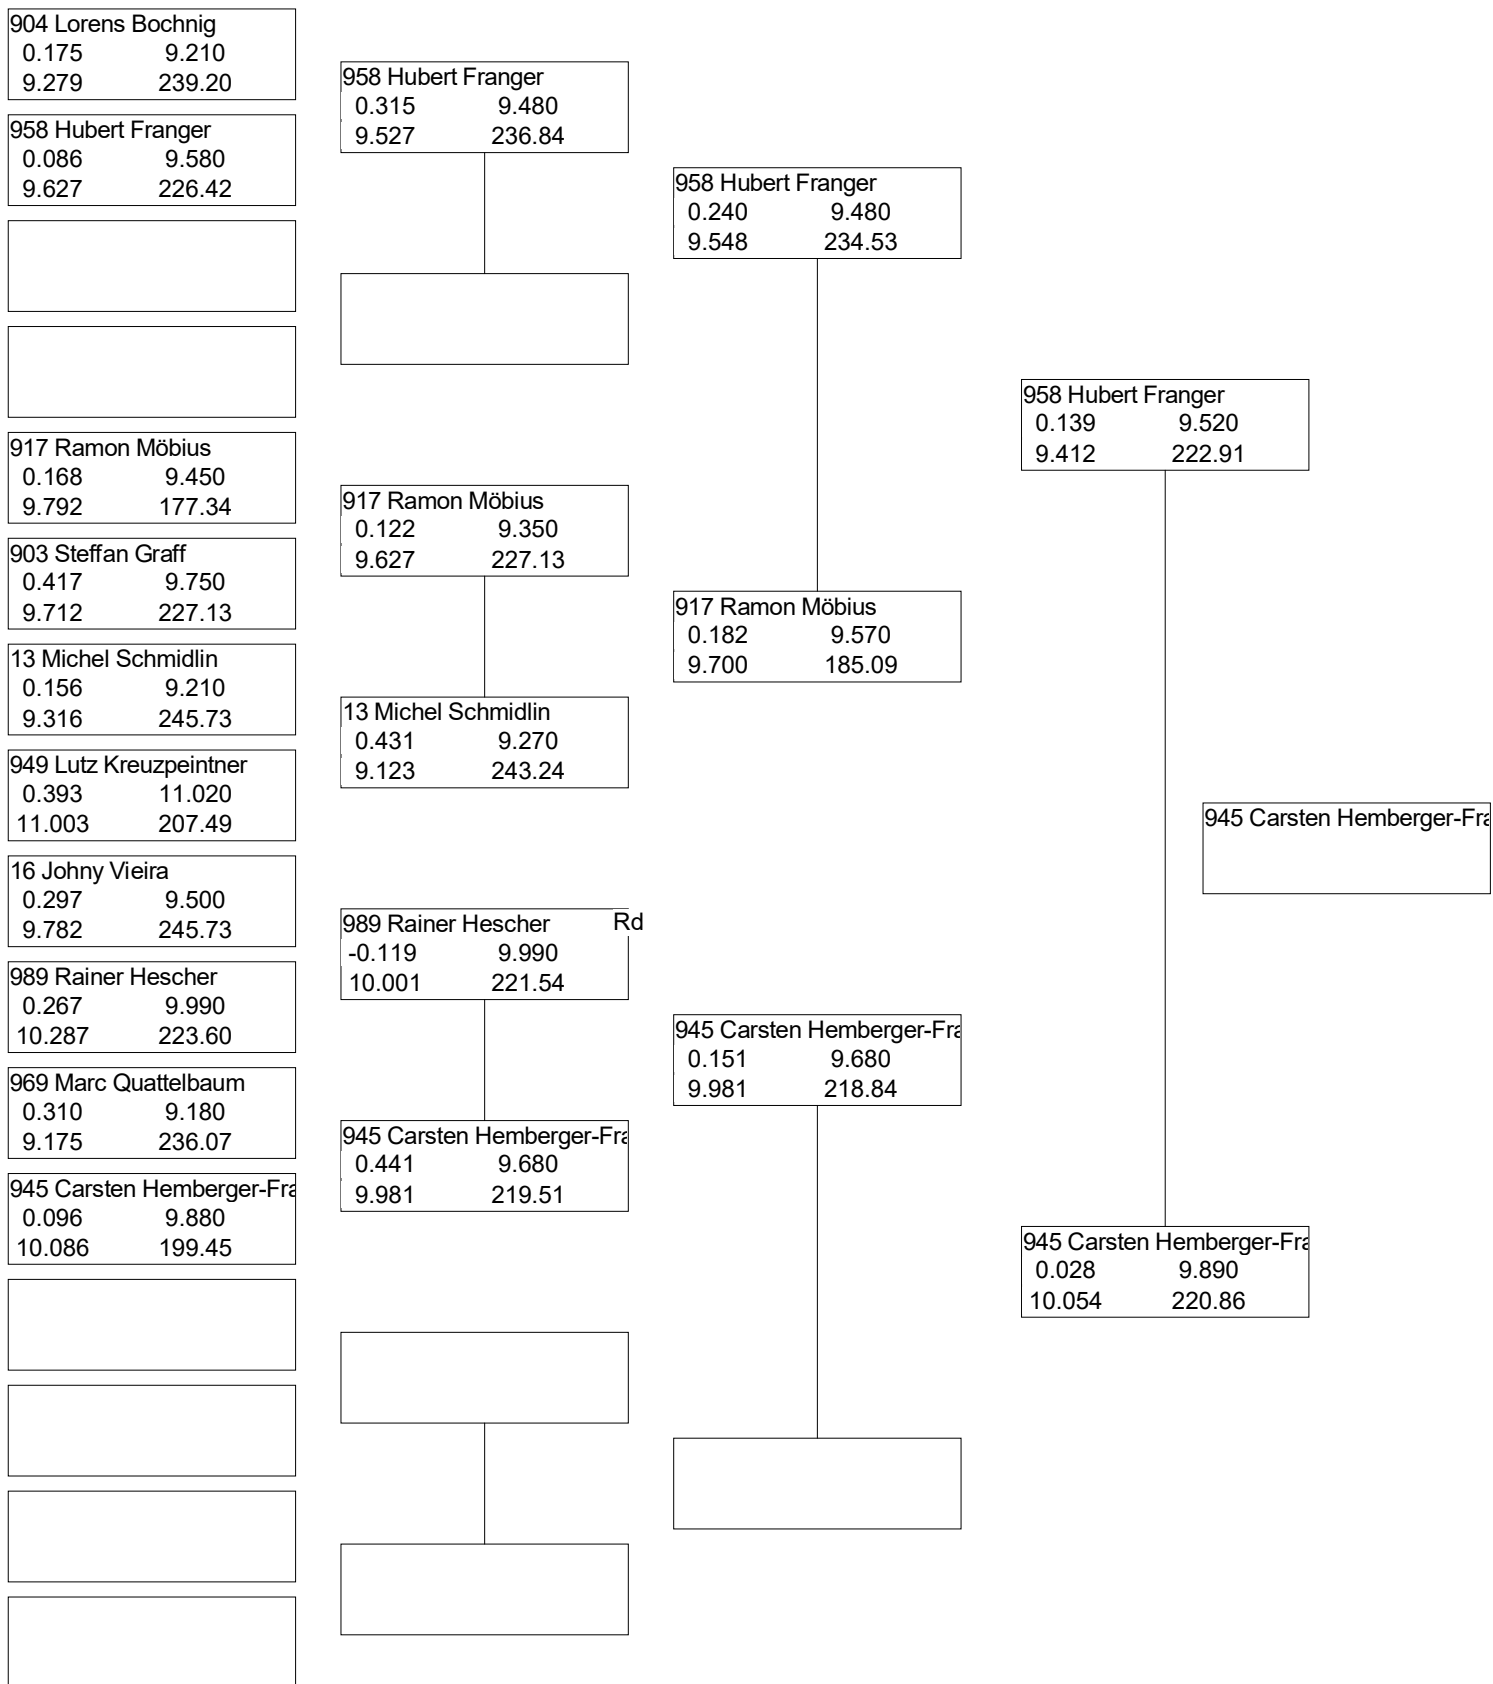 904 Lorens Bochnig
0.175 9.210
9.279 239.20
958 Hubert Franger
0.086 9.580
9.627 226.42
917 Ramon Möbius
0.168 9.450
9.792 177.34
903 Steffan Graff
0.417 9.750
9.712 227.13
13 Michel Schmidlin
0.156 9.210
9.316 245.73
949 Lutz Kreuzpeintner
0.393 11.020
11.003 207.49
16 Johny Vieira
0.297 9.500
9.782 245.73
989 Rainer Hescher
0.267 9.990
10.287 223.60
969 Marc Quattelbaum
0.310 9.180
9.175 236.07
945 Carsten Hemberger-Fra
0.096 9.880
10.086 199.45
958 Hubert Franger
0.315 9.480
9.527 236.84
917 Ramon Möbius
0.122 9.350
9.627 227.13
13 Michel Schmidlin
0.431 9.270
9.123 243.24
989 Rainer Hescher Rd
-0.119 9.990
10.001 221.54
945 Carsten Hemberger-Fra
0.441 9.680
9.981 219.51
958 Hubert Franger
0.240 9.480
9.548 234.53
917 Ramon Möbius
0.182 9.570
9.700 185.09
945 Carsten Hemberger-Fra
0.151 9.680
9.981 218.84
958 Hubert Franger
0.139 9.520
9.412 222.91
945 Carsten Hemberger-Fra
0.028 9.890
10.054 220.86
945 Carsten Hemberger-Fra